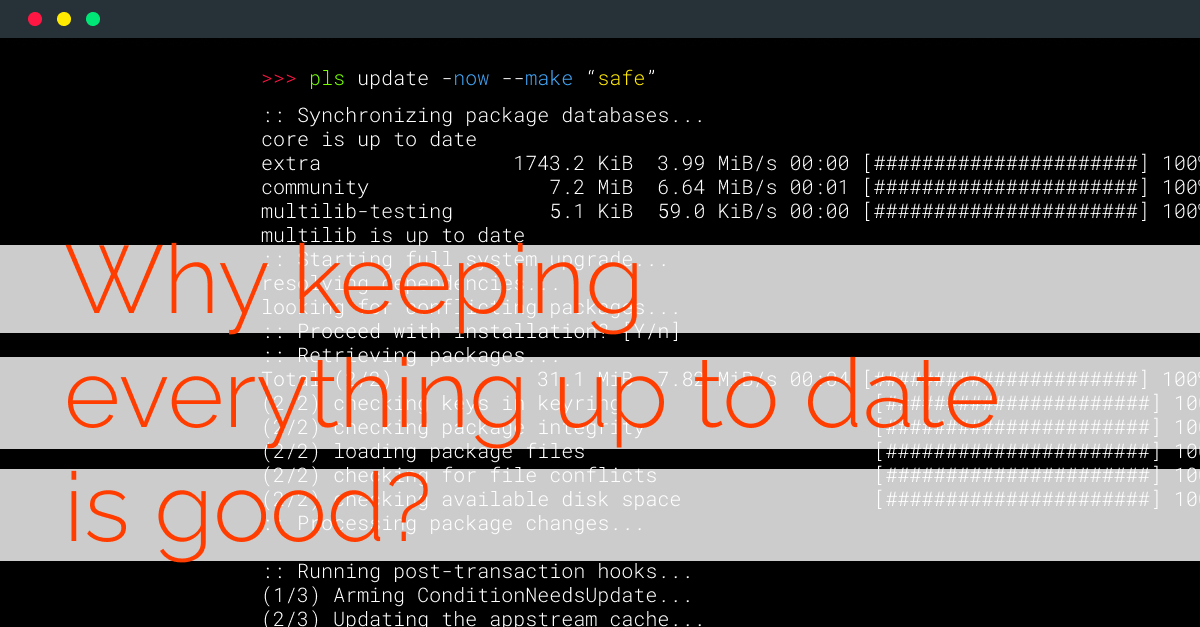 >>> pls update -now --make “safe”
:: Synchronizing package databases...
core is up to date
extra 1743.2 KiB 3.99 MiB/s 00:00 [######################] 100%
community 7.2 MiB 6.64 MiB/s 00:01 [######################] 100%
multilib-testing 5.1 KiB 59.0 KiB/s 00:00 [######################] 100%
multilib is up to date
:: Starting full system upgrade...
resolving dependencies...
looking for conflicting packages...
:: Proceed with installation? [Y/n]
:: Retrieving packages...
Total (2/2) 31.1 MiB 7.82 MiB/s 00:04 [######################] 100%
(2/2) checking keys in keyring [######################] 10
(2/2) checking package integrity [######################] 10
(2/2) loading package files [######################] 10
(2/2) checking for file conflicts [######################] 10
(2/2) checking available disk space [######################] 10
:: Processing package changes...
:: Running post-transaction hooks...
(1/3) Arming ConditionNeedsUpdate...
(2/3) Updating the appstream cache...
Why keeping
everything up to date
is good?